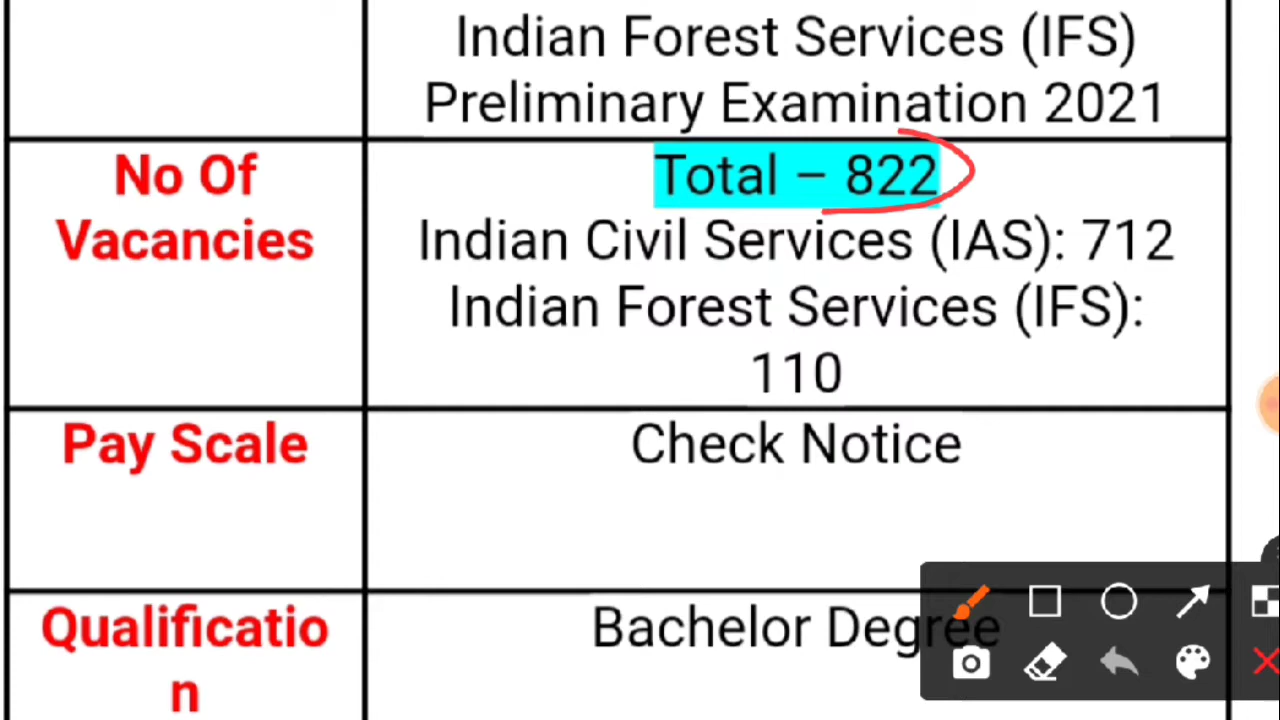 Indian Forest Services (IFS)
Preliminary Examination 2021
No Of
Vacancies
Total – 822
Indian Civil Services (IAS): 712
Indian Forest Services (IFS):
110
Pay Scale
Check Notice
Qualificatio
n
Bachelor Degree